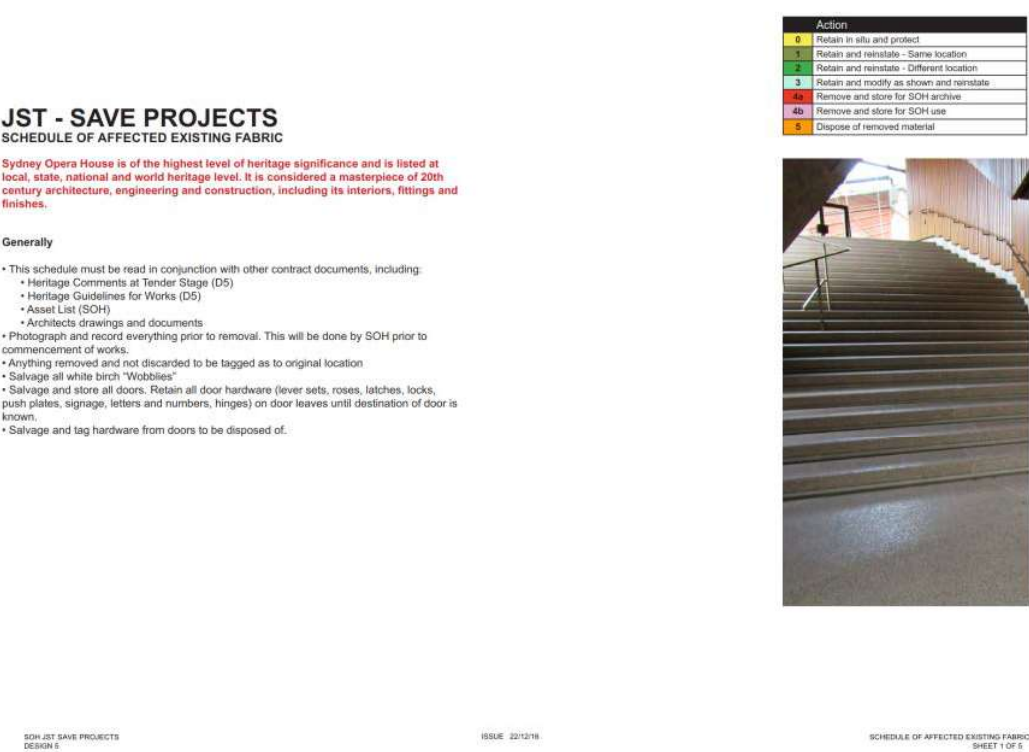 JST - SAVE PROJECTS
SCHEDULE OF AFFECTED EXISTING FABRIC
Sydney Opera House is of the highest level of heritage significance and is listed at
local, state, national and world heritage level. It is considered a masterpiece of 20th
century architecture, engineering and construction, including its interiors, fittings and
finishes.
Generally
• This schedule must be read in conjunction with other contract documents, including:
• Heritage Comments at Tender Stage (D5)
• Heritage Guidelines for Works (D5)
• Asset List (SOH)
• Architects drawings and documents
• Photograph and record everything prior to removal. This will be done by SOH prior to
commencement of works.
• Anything removed and not discarded to be tagged as to original location
• Salvage all white birch "Wobblies"
• Salvage and store all doors. Retain all door hardware (lever sets, roses, latches, locks,
push plates, signage, letters and numbers, hinges) on door leaves until destination of door is
known.
• Salvage and tag hardware from doors to be disposed of.
Action
0 Retain in situ and protect
1 Retain and reinstate - Same location
2 Retain and reinstate - Different location
3 Retain and modify as shown and reinstate
4a Remove and store for SOH archive
4b Remove and store for SOH use
5 Dispose of removed material
SOH JST SAVE PROJECTS
DESIGN 5
ISSUE 22/12/16
SCHEDULE OF AFFECTED EXISTING FABRIC
SHEET 1 OF 5